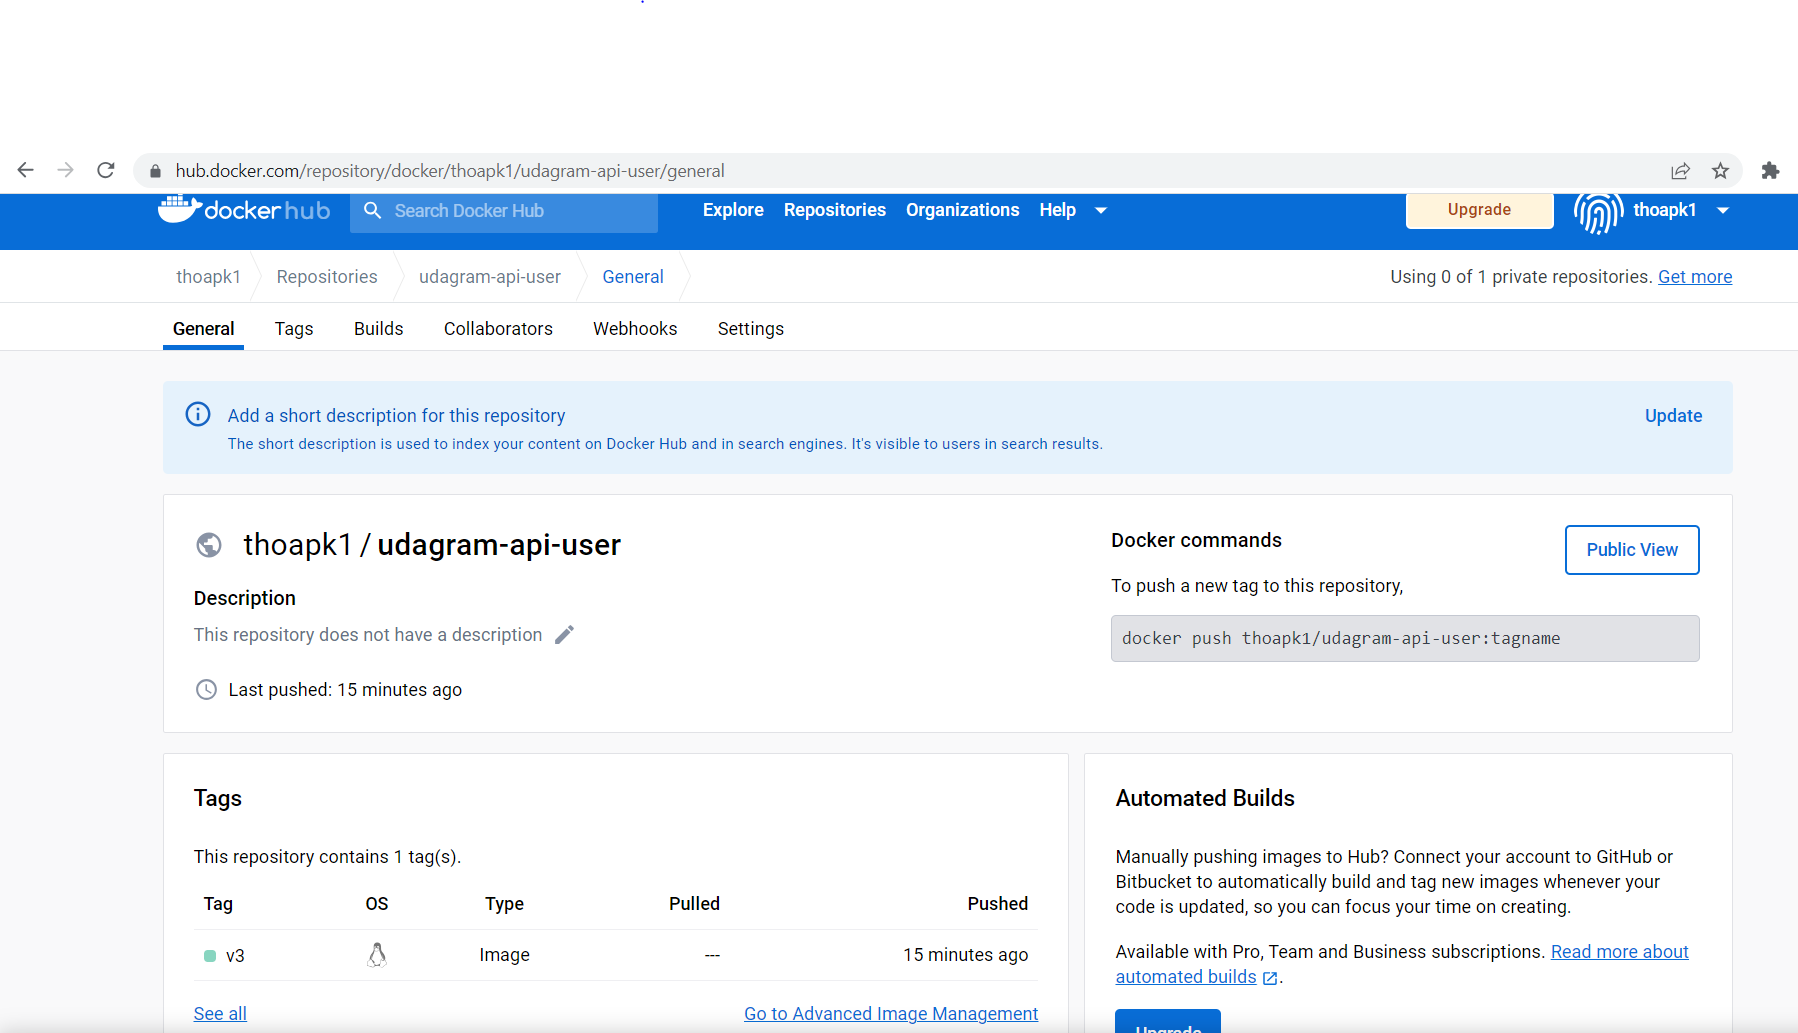 hub.docker.com/repository/docker/thoapk1/udagram-api-user/general
docker hub
Search Docker Hub
Explore
Repositories
Organizations
Help
Upgrade
thoapk1
thoapk1
Repositories
udagram-api-user
General
Using 0 of 1 private repositories. Get more
General
Tags
Builds
Collaborators
Webhooks
Settings
Add a short description for this repository
Update
The short description is used to index your content on Docker Hub and in search engines. It's visible to users in search results.
thoapk1 / udagram-api-user
Description
This repository does not have a description
Last pushed: 15 minutes ago
Docker commands
Public View
To push a new tag to this repository,
docker push thoapk1/udagram-api-user:tagname
Tags
This repository contains 1 tag(s).
Tag OS Type Pulled Pushed
v3 Image --- 15 minutes ago
See all
Go to Advanced Image Management
Automated Builds
Manually pushing images to Hub? Connect your account to GitHub or
Bitbucket to automatically build and tag new images whenever your
code is updated, so you can focus your time on creating.
Available with Pro, Team and Business subscriptions. Read more about
automated builds .
Upgrade